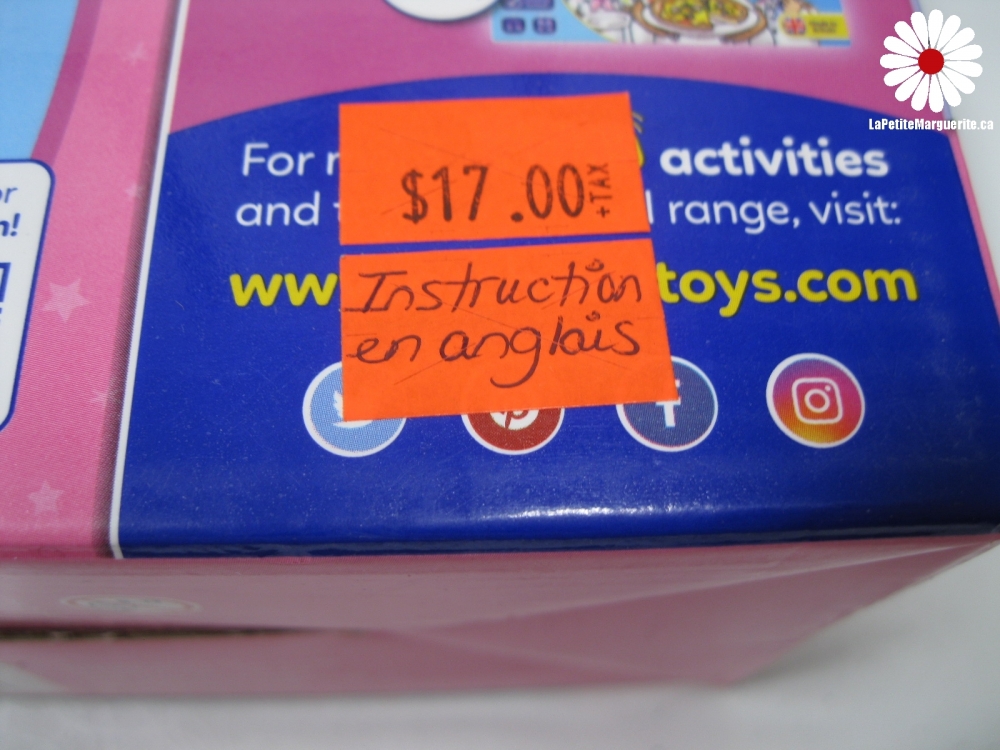 LaPetiteMarguerite.ca
For
activities
$17.00 +TAX
and
range, visit:
www
toys.com
Instruction
en anglais